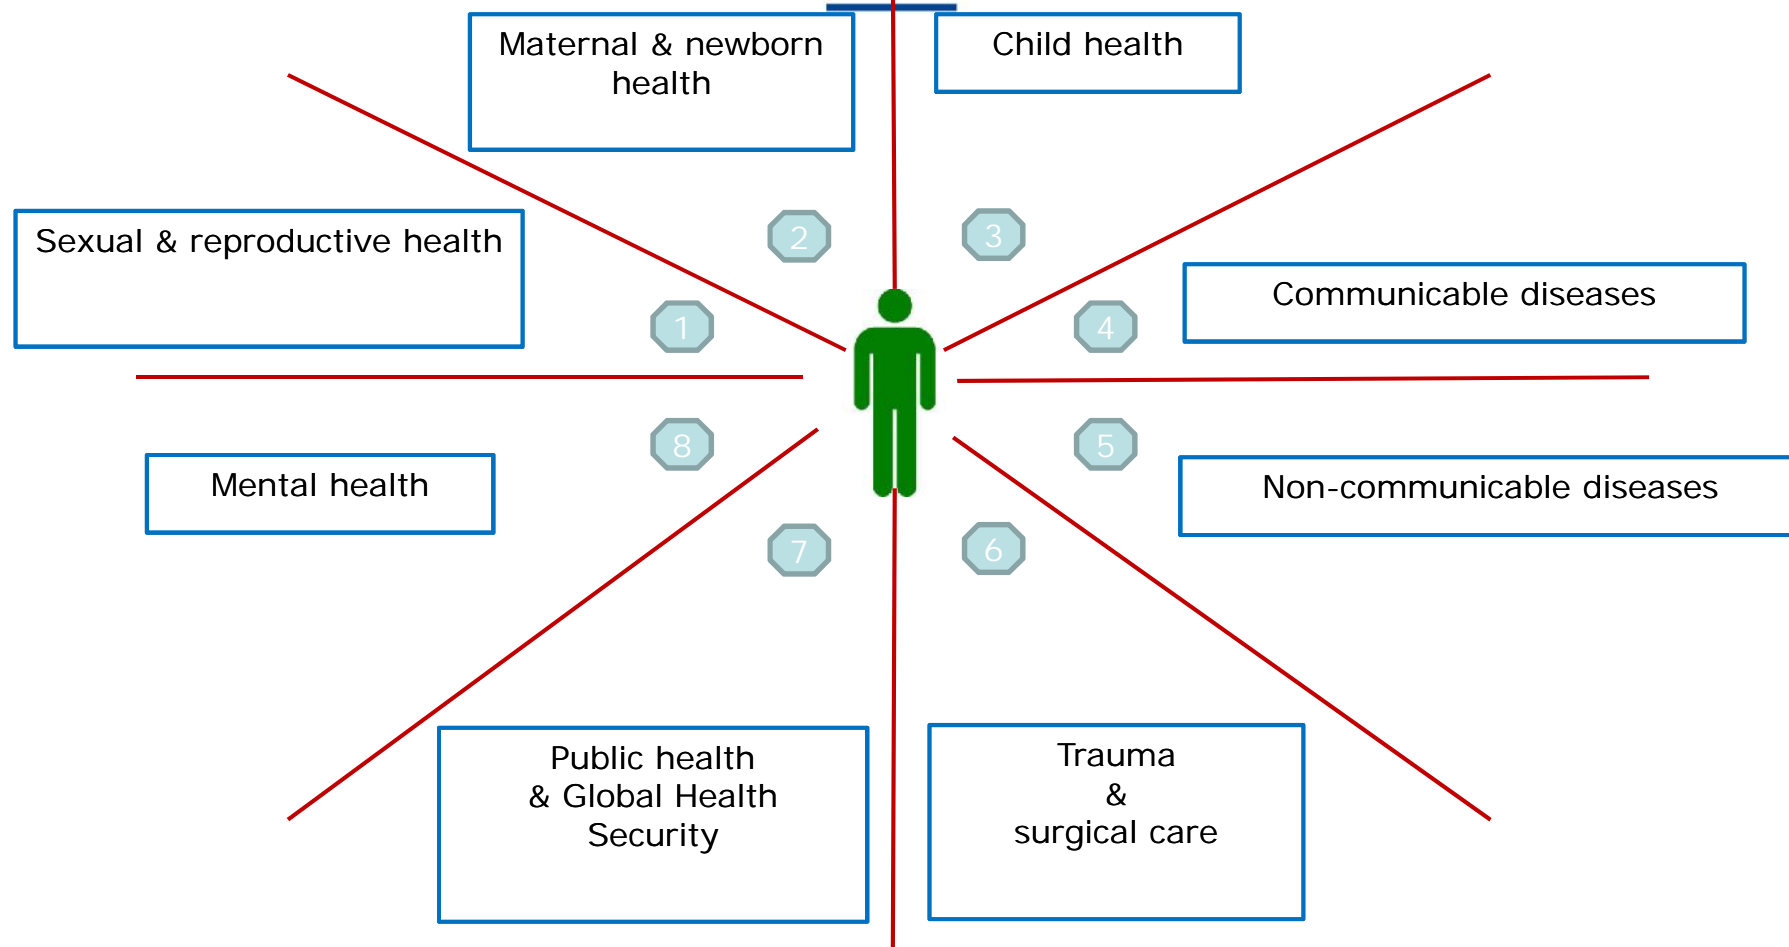 Maternal & newborn
health
Child health
Sexual & reproductive health
2
3
Communicable diseases
1
4
8
5
Mental health
Non-communicable diseases
7
6
Public health
& Global Health
Security
Trauma
&
surgical care